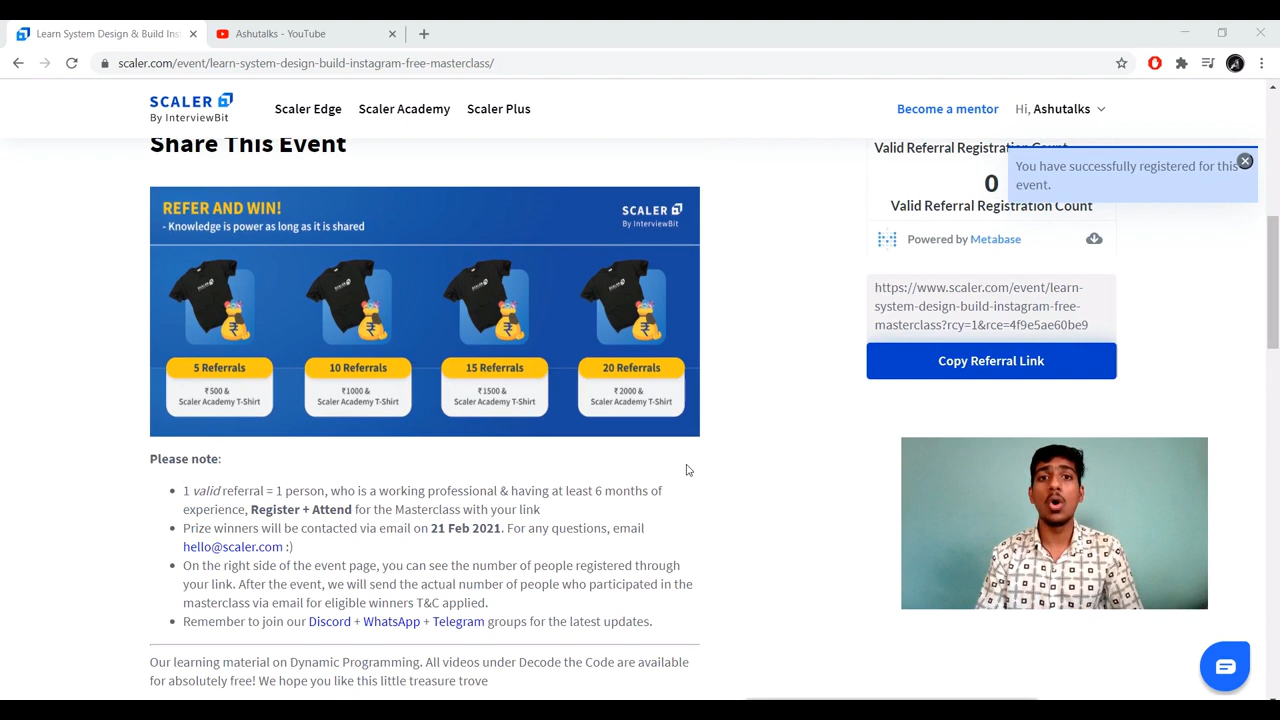 Learn System Design & Build Ins
Ashutalks - YouTube
scaler.com/event/learn-system-design-build-instagram-free-masterclass/
SCALER
By InterviewBit
Scaler Edge
Scaler Academy
Scaler Plus
Become a mentor
Hi, Ashutalks
Share This Event
REFER AND WIN!
- Knowledge is power as long as it is shared
SCALER
By InterviewBit
5 Referrals
₹500 &
Scaler Academy T-Shirt
10 Referrals
₹1000 &
Scaler Academy T-Shirt
15 Referrals
₹1500 &
Scaler Academy T-Shirt
20 Referrals
₹2000 &
Scaler Academy T-Shirt
Please note:
• 1 valid referral = 1 person, who is a working professional & having at least 6 months of
experience, Register + Attend for the Masterclass with your link
• Prize winners will be contacted via email on 21 Feb 2021. For any questions, email
hello@scaler.com :)
• On the right side of the event page, you can see the number of people registered through
your link. After the event, we will send the actual number of people who participated in the
masterclass via email for eligible winners T&C applied.
• Remember to join our Discord + WhatsApp + Telegram groups for the latest updates.
Our learning material on Dynamic Programming. All videos under Decode the Code are available
for absolutely free! We hope you like this little treasure trove
Valid Referral Registration Count
You have successfully registered for this
event.
0
Valid Referral Registration Count
Powered by Metabase
https://www.scaler.com/event/learn-
system-design-build-instagram-free-
masterclass?rcy=1&rce=4f9e5ae60be9
Copy Referral Link